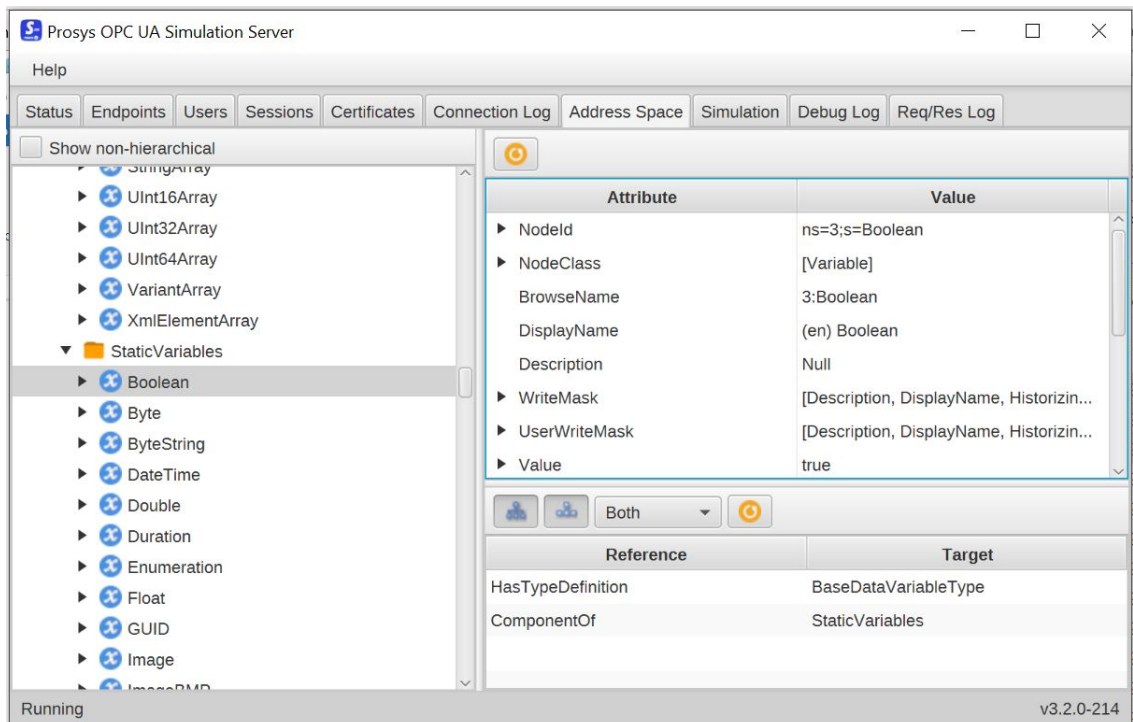 Prosys OPC UA Simulation Server
Help
Status Endpoints Users Sessions Certificates Connection Log Address Space Simulation Debug Log Req/Res Log
Show non-hierarchical
StringArray
UInt16Array
UInt32Array
UInt64Array
VariantArray
XmlElementArray
StaticVariables
Boolean
Byte
ByteString
DateTime
Double
Duration
Enumeration
Float
GUID
Image
ImageBMP
Attribute Value
NodeId ns=3;s=Boolean
NodeClass [Variable]
BrowseName 3:Boolean
DisplayName (en) Boolean
Description Null
WriteMask [Description, DisplayName, Historizin...
UserWriteMask [Description, DisplayName, Historizin...
Value true
Both
Reference Target
HasTypeDefinition BaseDataVariableType
ComponentOf StaticVariables
Running v3.2.0-214